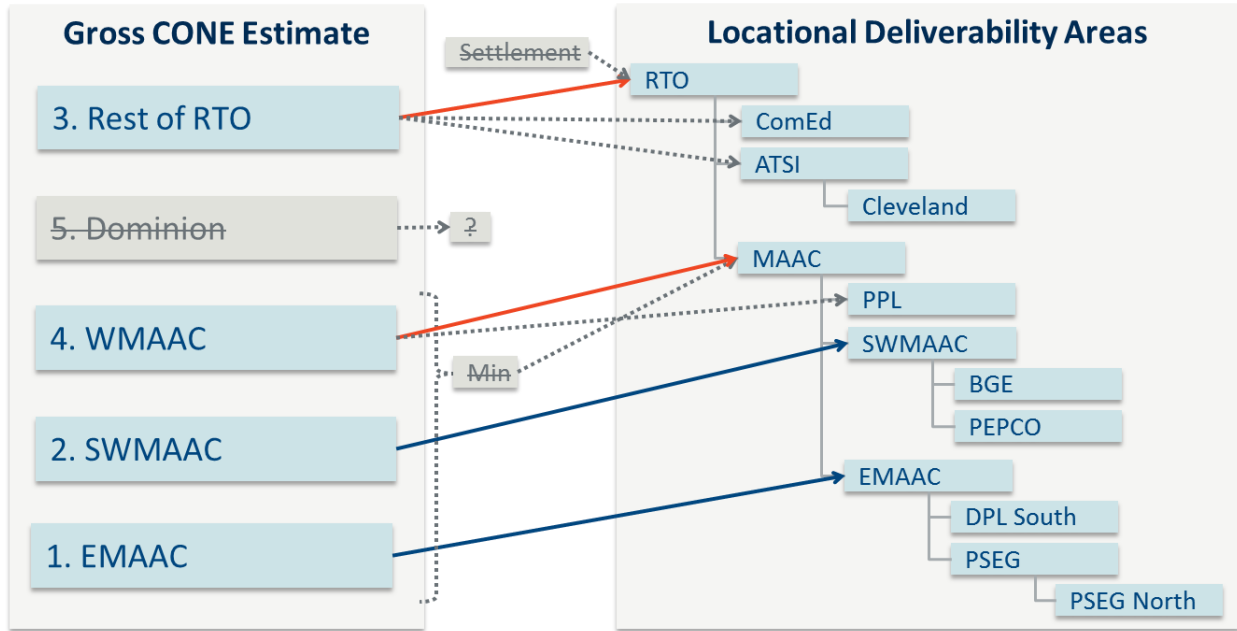 Gross CONE Estimate
3. Rest of RTO
5. Dominion
4. WMAAC
2. SWMAAC
1. EMAAC
Settlement
?
Min
Locational Deliverability Areas
RTO
ComEd
ATSI
Cleveland
MAAC
PPL
SWMAAC
BGE
PEPCO
EMAAC
DPL South
PSEG
PSEG North